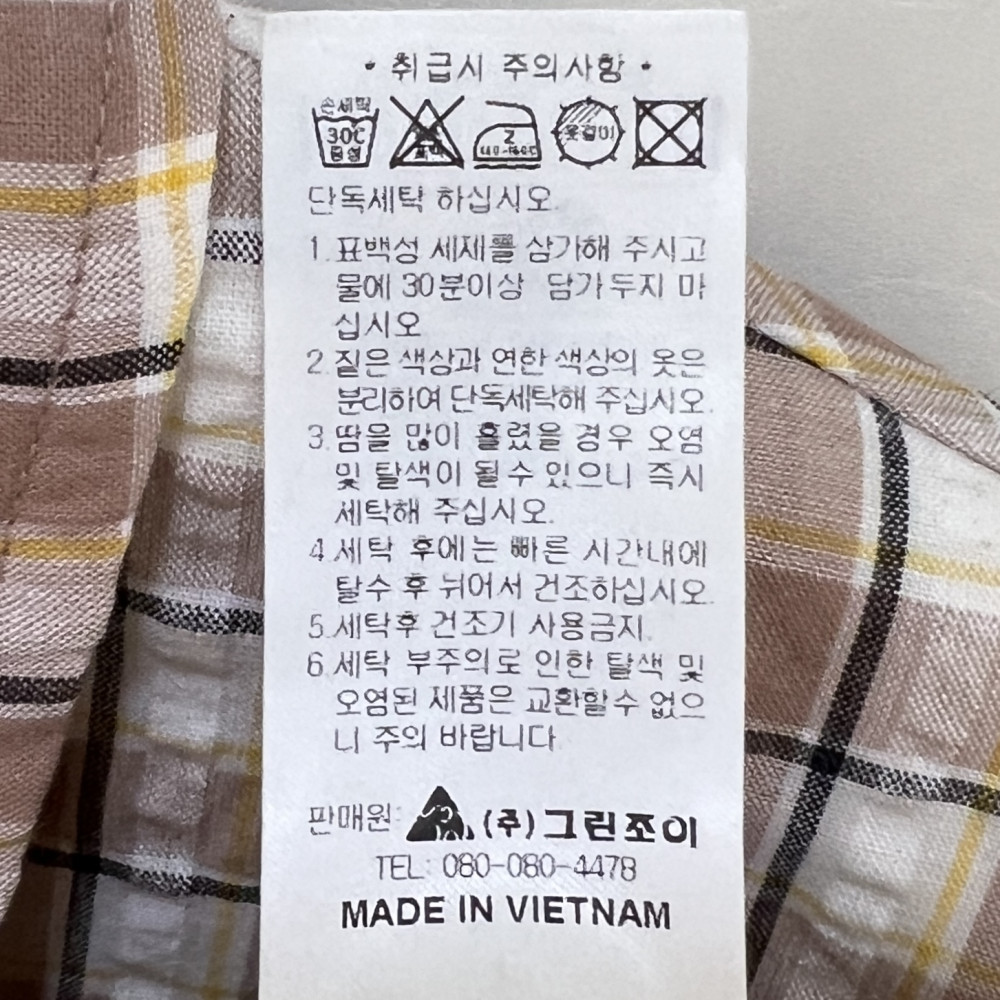 • 취급시 주의사항 •
손세탁
30℃
중성
표백
2
140-160℃
옷걸이
단독세탁 하십시오.
1. 표백성 세제를 삼가해 주시고
물에 30분이상 담가두지 마
십시오
2. 짙은 색상과 연한 색상의 옷은
분리하여 단독세탁해 주십시오.
3. 땀을 많이 흘렸을 경우 오염
및 탈색이 될 수 있으니 즉시
세탁해 주십시오.
4. 세탁 후에는 빠른 시간내에
탈수 후 뉘어서 건조하십시오.
5. 세탁후 건조기 사용금지.
6. 세탁 부주의로 인한 탈색 및
오염된 제품은 교환할수 없으
니 주의 바랍니다.
판매원: (주)그린조이
TEL: 080-080-4478
MADE IN VIETNAM